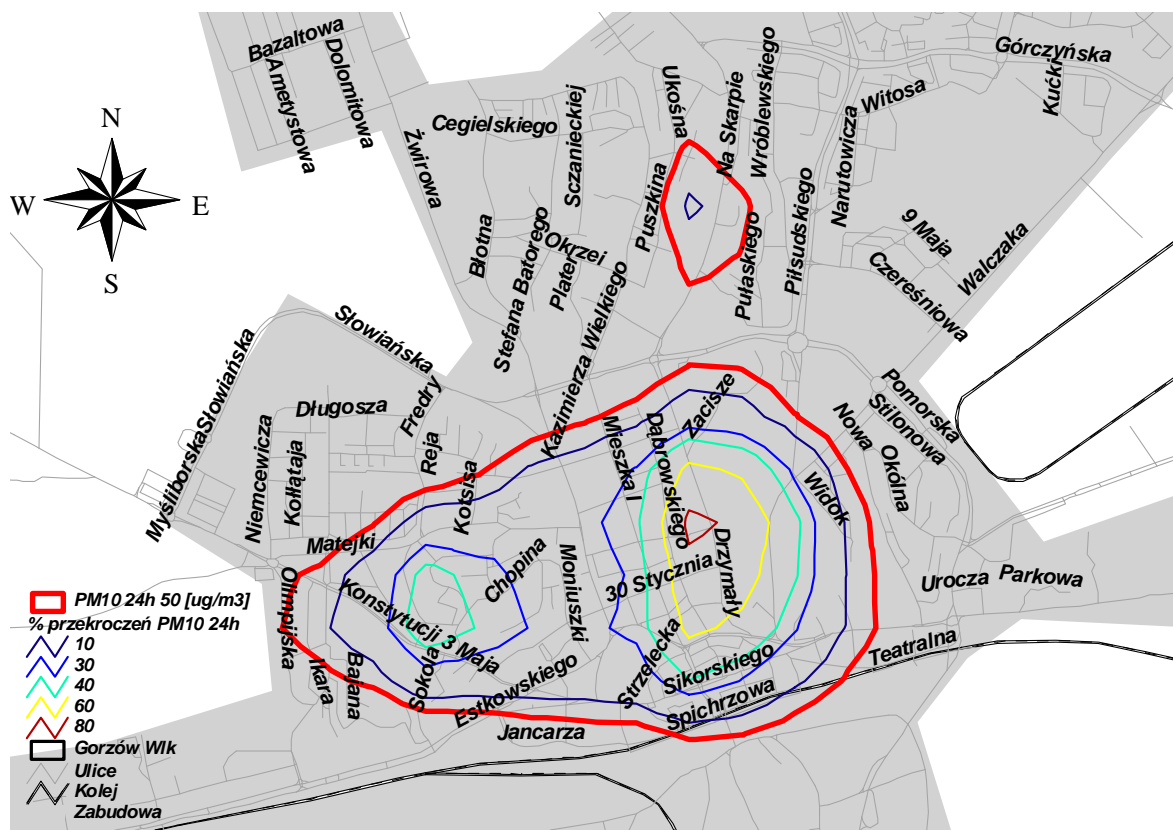 Bazaltowa
Ametystowa
Dolomitowa
Żwirowa
Cegielskiego
Sczanieckiej
Ukośna
Na Skarpie
Wróblewskiego
Witosa
Górczyńska
Kućki
N
W
E
S
Błotna
Stefana Batorego
Okrzei
Plater
Puszkina
Kazimierza Wielkiego
Pułaskiego
Piłsudskiego
Narutowicza
9 Maja
Czereśniowa
Walczaka
Słowiańska
Słowiańska
Myśliborska
Niemcewicza
Długosza
Kołłątaja
Fredry
Reja
Kotsisa
Matejki
Mieszka I
Dąbrowskiego
Zacisze
Pomorska
Stilonowa
Nowa
Okólna
Widok
Olimpijska
Konstytucji 3 Maja
Chopina
Moniuszki
30 Stycznia
Drzymały
Urocza
Parkowa
Teatralna
Ikara
Bajana
Sokola
Estkowskiego
Strzelecka
Sikorskiego
Spichrzowa
Jancarza
PM10 24h 50 [ug/m3]
% przekroczeń PM10 24h
10
30
40
60
80
Gorzów Wlk
Ulice
Kolej
Zabudowa